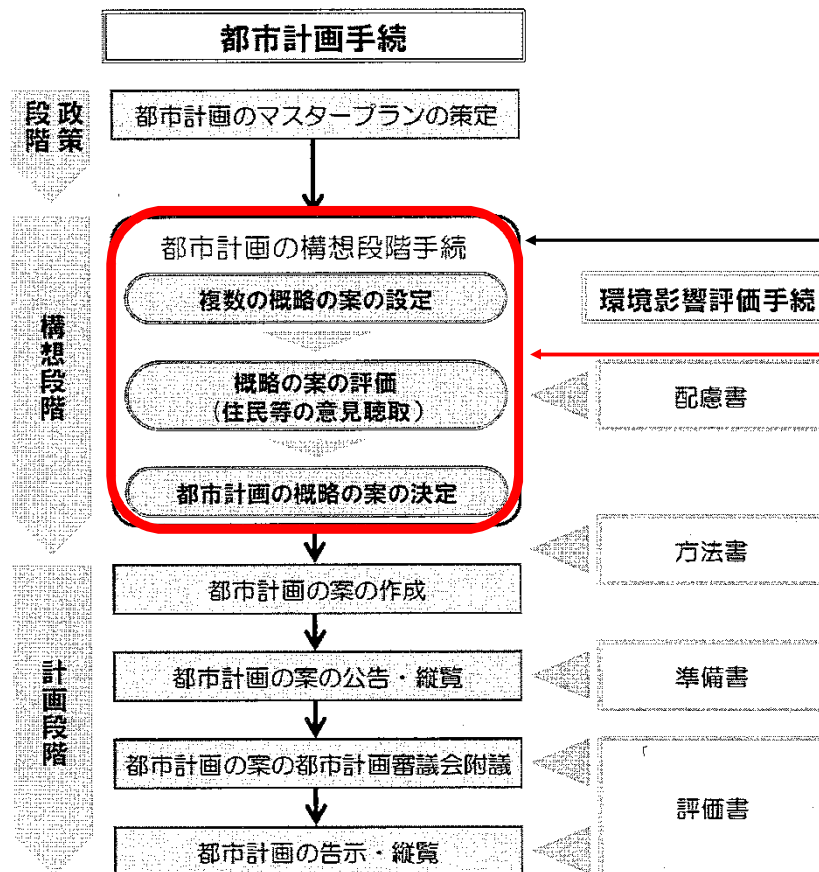 都市計画手続
政策
段階
都市計画のマスタープランの策定
構想段階
都市計画の構想段階手続
複数の概略の案の設定
概略の案の評価
(住民等の意見聴取)
都市計画の概略の案の決定
環境影響評価手続
配慮書
方法書
計画段階
都市計画の案の作成
都市計画の案の公告・縦覧
準備書
都市計画の案の都市計画審議会附議
評価書
都市計画の告示・縦覧